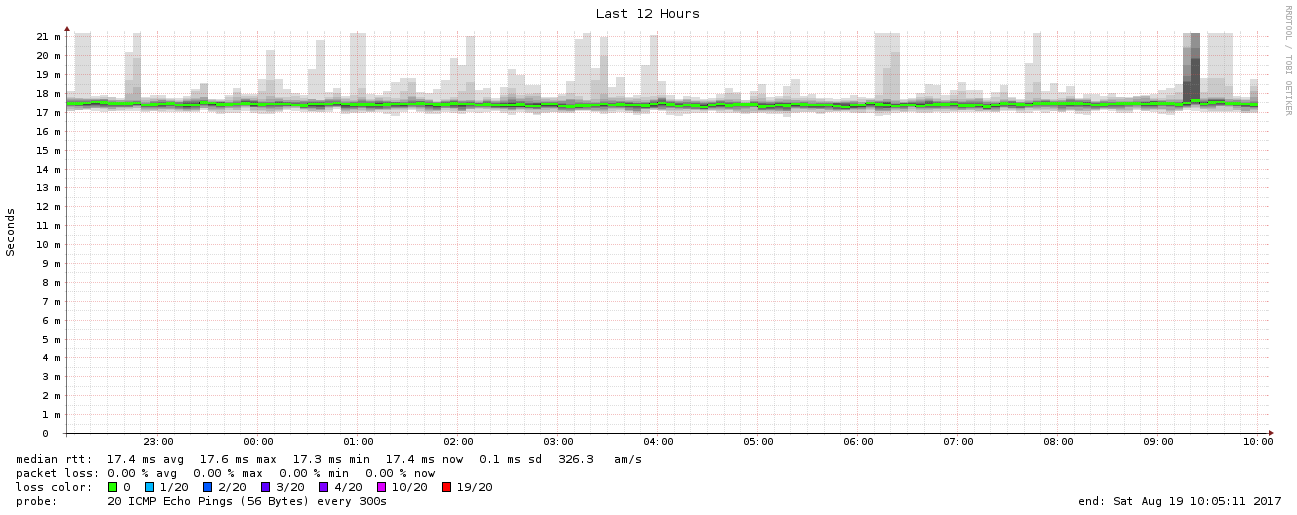 Last 12 Hours
RRDTOOL / TOBI OETIKER
Seconds
21 m
20 m
19 m
18 m
17 m
16 m
15 m
14 m
13 m
12 m
11 m
10 m
9 m
8 m
7 m
6 m
5 m
4 m
3 m
2 m
1 m
0
23:00 00:00 01:00 02:00 03:00 04:00 05:00 06:00 07:00 08:00 09:00 10:00
median rtt: 17.4 ms avg 17.6 ms max 17.3 ms min 17.4 ms now 0.1 ms sd 326.3 am/s
packet loss: 0.00 % avg 0.00 % max 0.00 % min 0.00 % now
loss color: 0 1/20 2/20 3/20 4/20 10/20 19/20
probe: 20 ICMP Echo Pings (56 Bytes) every 300s end: Sat Aug 19 10:05:11 2017